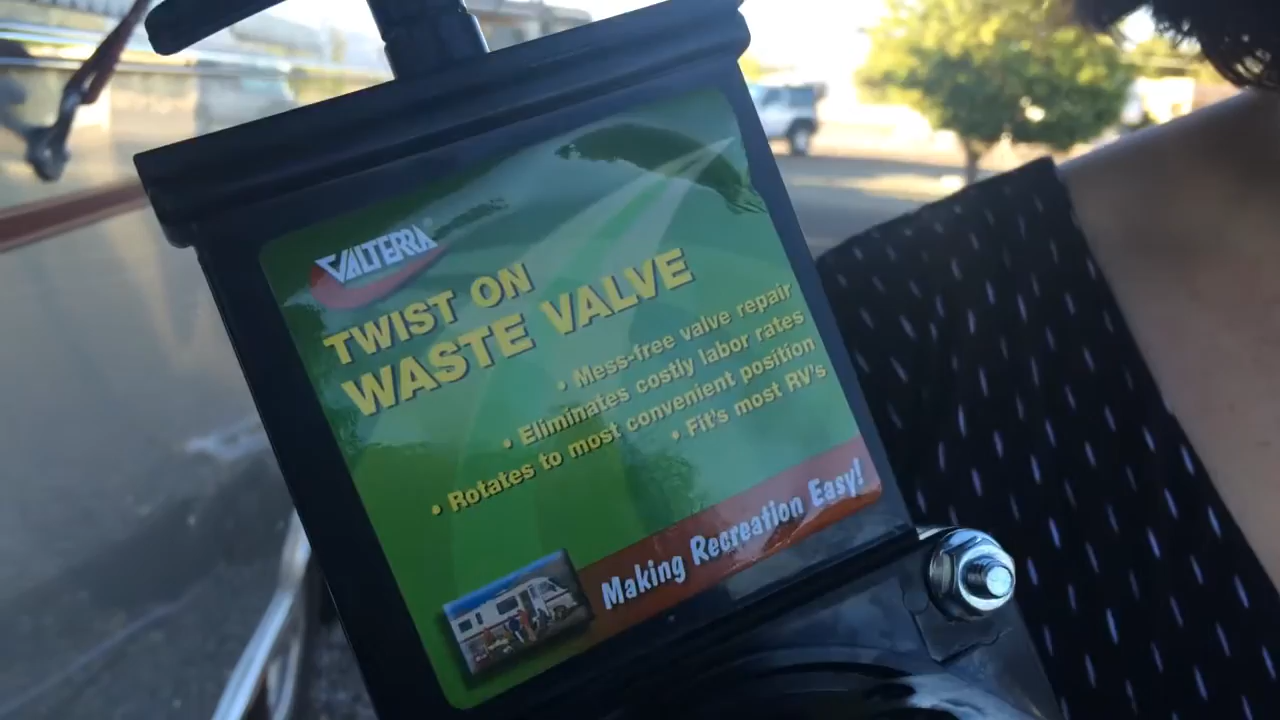 VALTERRA
TWIST ON
WASTE VALVE
• Mess-free valve repair
• Eliminates costly labor rates
• Rotates to most convenient position
• Fit's most RV's
Making Recreation Easy!